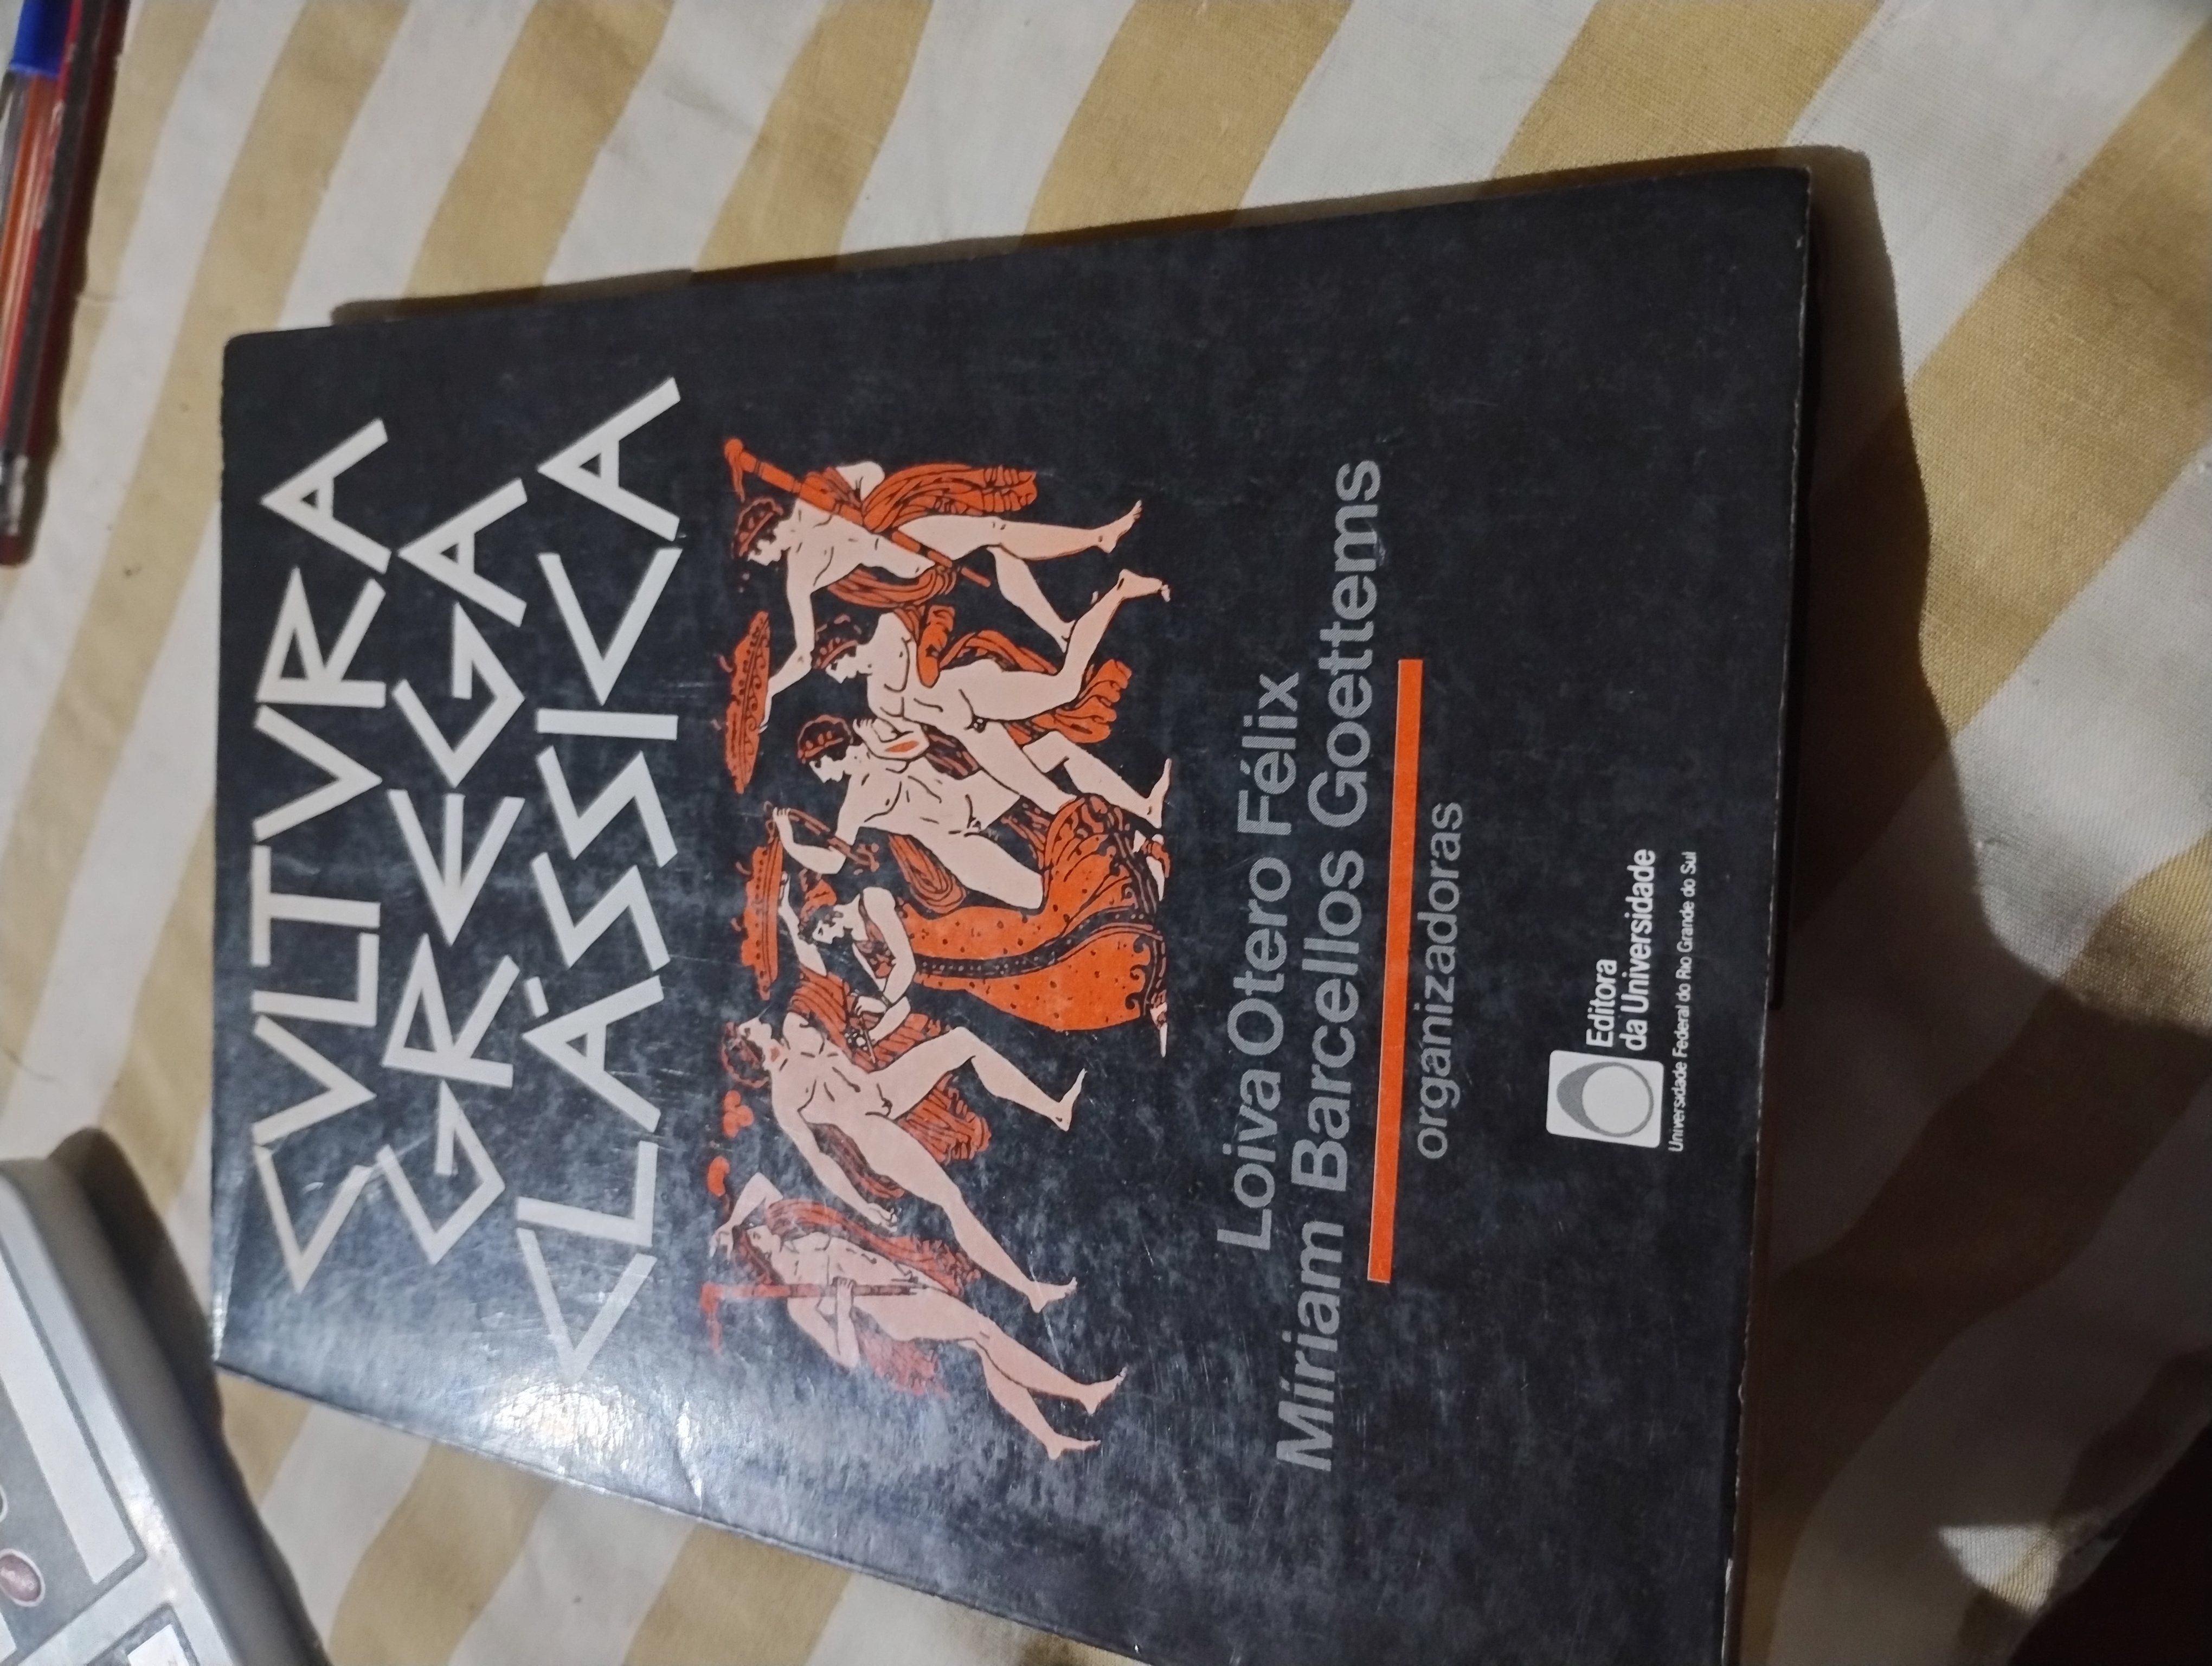 CVLTVRA
GREGA
CLÁSSICA
Loiva Otero Félix
Míriam Barcellos Goettems
organizadoras
Editora
da Universidade
Universidade Federal do Rio Grande do Sul